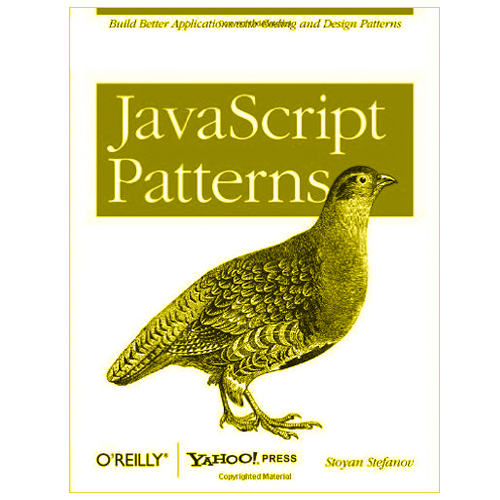 Build Better Applications with Coding and Design Patterns
JavaScript
Patterns
O'REILLY® YAHOO! PRESS Stoyan Stefanov
Copyrighted Material